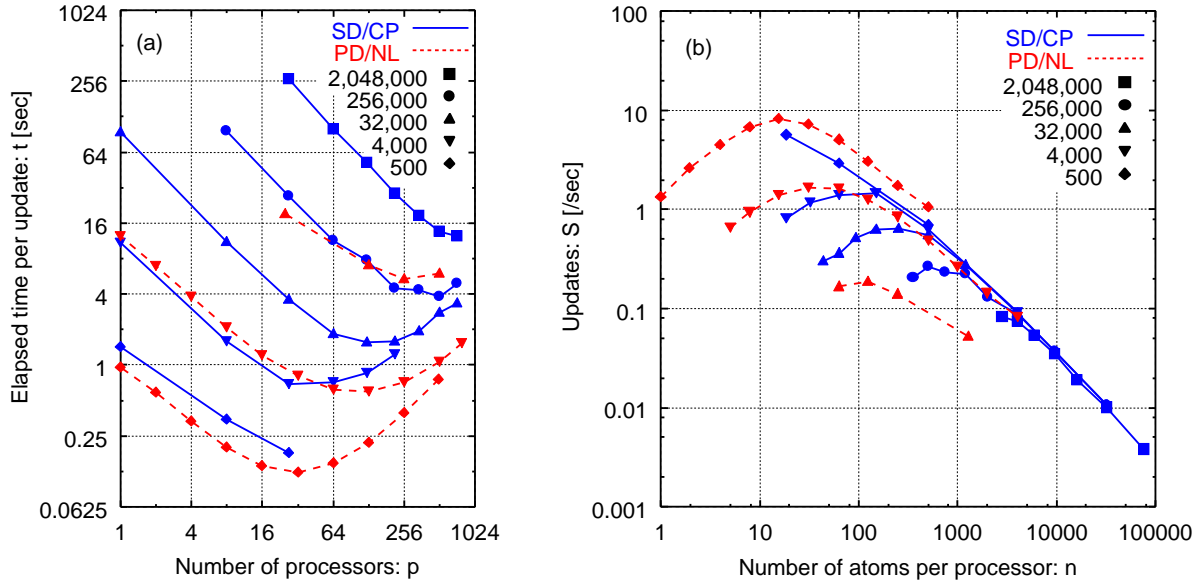 (a)
SD/CP
PD/NL
2,048,000
256,000
32,000
4,000
500
1024
256
64
16
4
1
0.25
0.0625
Elapsed time per update: t [sec]
1 4 16 64 256 1024
Number of processors: p
(b)
SD/CP
PD/NL
2,048,000
256,000
32,000
4,000
500
100
10
1
0.1
0.01
0.001
Updates: S [/sec]
1 10 100 1000 10000 100000
Number of atoms per processor: n